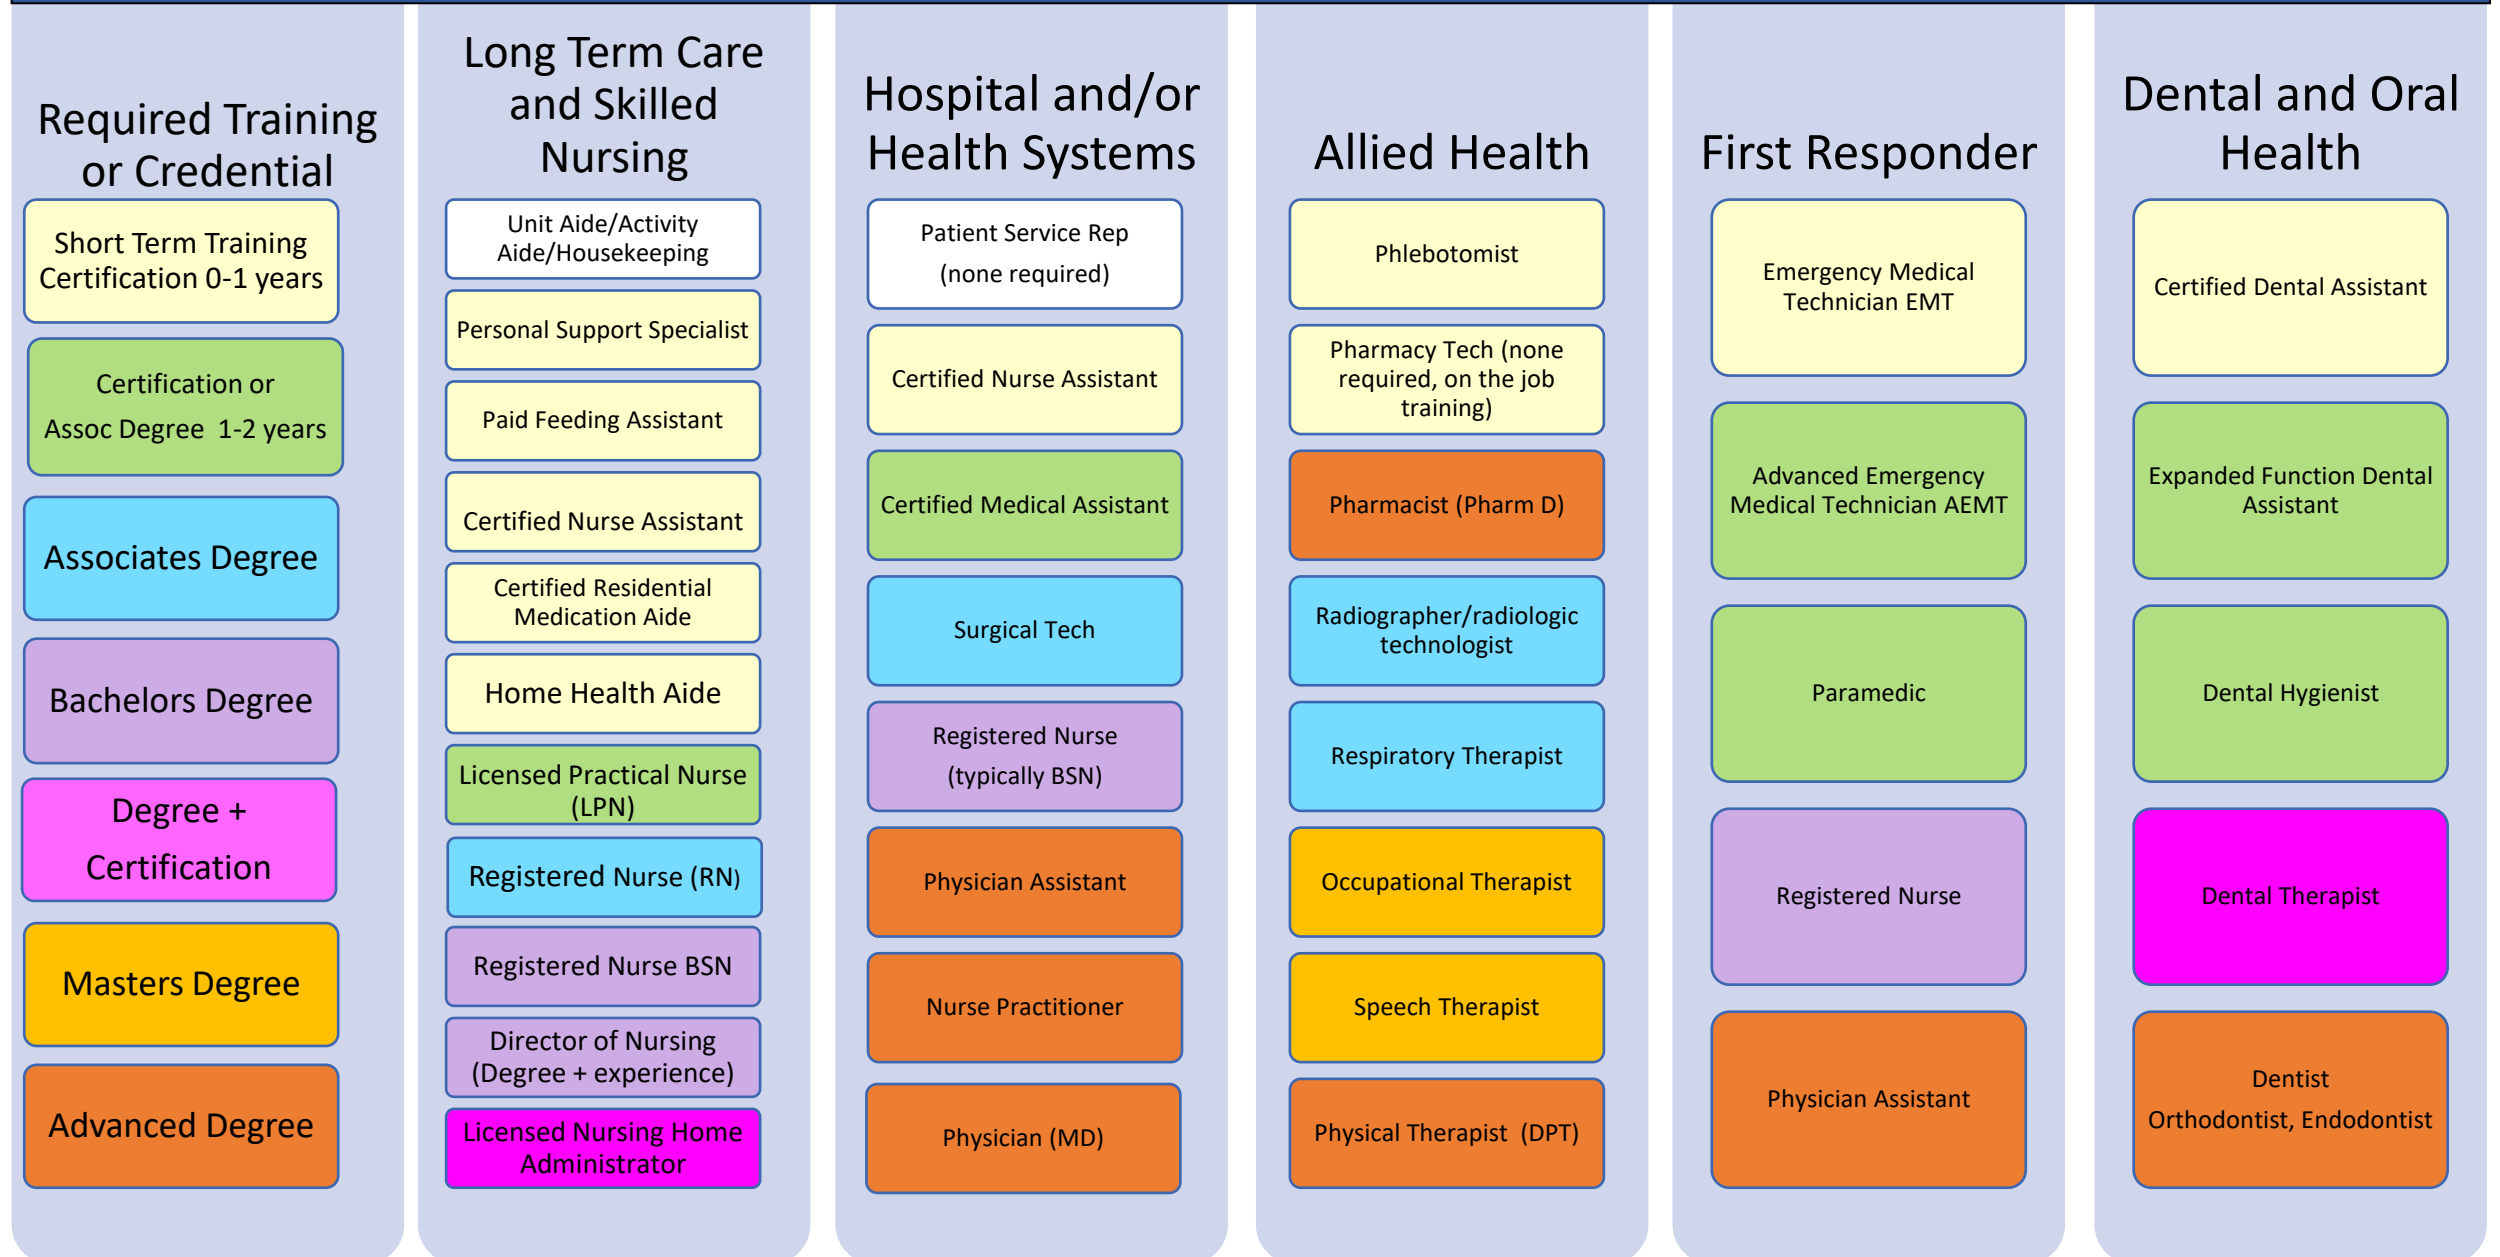 Required Training
or Credential
Short Term Training
Certification 0-1 years
Certification or
Assoc Degree 1-2 years
Associates Degree
Bachelors Degree
Degree +
Certification
Masters Degree
Advanced Degree
Long Term Care
and Skilled
Nursing
Unit Aide/Activity
Aide/Housekeeping
Personal Support Specialist
Paid Feeding Assistant
Certified Nurse Assistant
Certified Residential
Medication Aide
Home Health Aide
Licensed Practical Nurse
(LPN)
Registered Nurse (RN)
Registered Nurse BSN
Director of Nursing
(Degree + experience)
Licensed Nursing Home
Administrator
Hospital and/or
Health Systems
Patient Service Rep
(none required)
Certified Nurse Assistant
Certified Medical Assistant
Surgical Tech
Registered Nurse
(typically BSN)
Physician Assistant
Nurse Practitioner
Physician (MD)
Allied Health
Phlebotomist
Pharmacy Tech (none
required, on the job
training)
Pharmacist (Pharm D)
Radiographer/radiologic
technologist
Respiratory Therapist
Occupational Therapist
Speech Therapist
Physical Therapist (DPT)
First Responder
Emergency Medical
Technician EMT
Advanced Emergency
Medical Technician AEMT
Paramedic
Registered Nurse
Physician Assistant
Dental and Oral
Health
Certified Dental Assistant
Expanded Function Dental
Assistant
Dental Hygienist
Dental Therapist
Dentist
Orthodontist, Endodontist